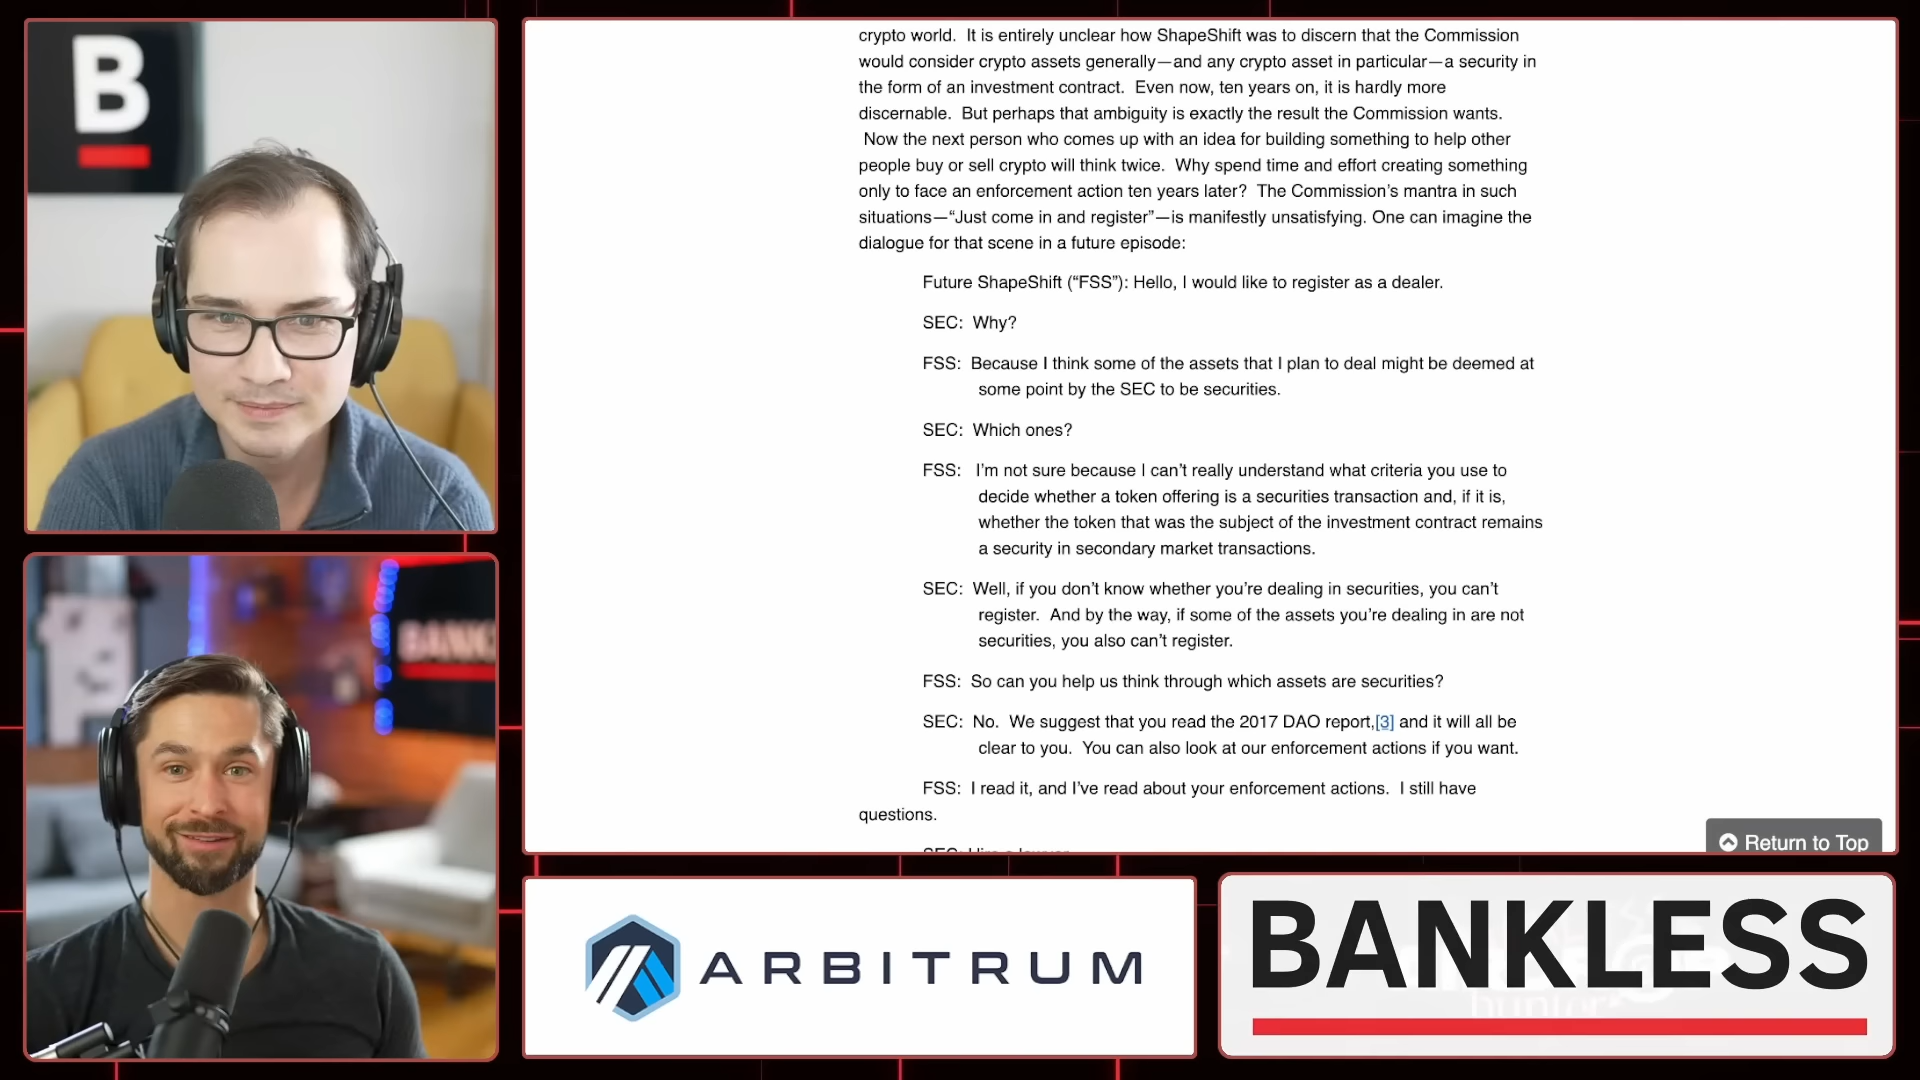 B
crypto world.  It is entirely unclear how ShapeShift was to discern that the Commission
would consider crypto assets generally—and any crypto asset in particular—a security in
the form of an investment contract.  Even now, ten years on, it is hardly more
discernable.  But perhaps that ambiguity is exactly the result the Commission wants.
Now the next person who comes up with an idea for building something to help other
people buy or sell crypto will think twice.  Why spend time and effort creating something
only to face an enforcement action ten years later?  The Commission’s mantra in such
situations—“Just come in and register”—is manifestly unsatisfying. One can imagine the
dialogue for that scene in a future episode:
Future ShapeShift (“FSS”): Hello, I would like to register as a dealer.
SEC:  Why?
FSS:  Because I think some of the assets that I plan to deal might be deemed at
some point by the SEC to be securities.
SEC:  Which ones?
FSS:   I’m not sure because I can’t really understand what criteria you use to
decide whether a token offering is a securities transaction and, if it is,
whether the token that was the subject of the investment contract remains
a security in secondary market transactions.
SEC:  Well, if you don’t know whether you’re dealing in securities, you can’t
register.  And by the way, if some of the assets you’re dealing in are not
securities, you also can’t register.
FSS:  So can you help us think through which assets are securities?
SEC:  No.  We suggest that you read the 2017 DAO report,[3] and it will all be
clear to you.  You can also look at our enforcement actions if you want.
FSS:  I read it, and I’ve read about your enforcement actions.  I still have
questions.
SEC: Hire a lawyer.
Return to Top
BANKL
ARBITRUM
BANKLESS